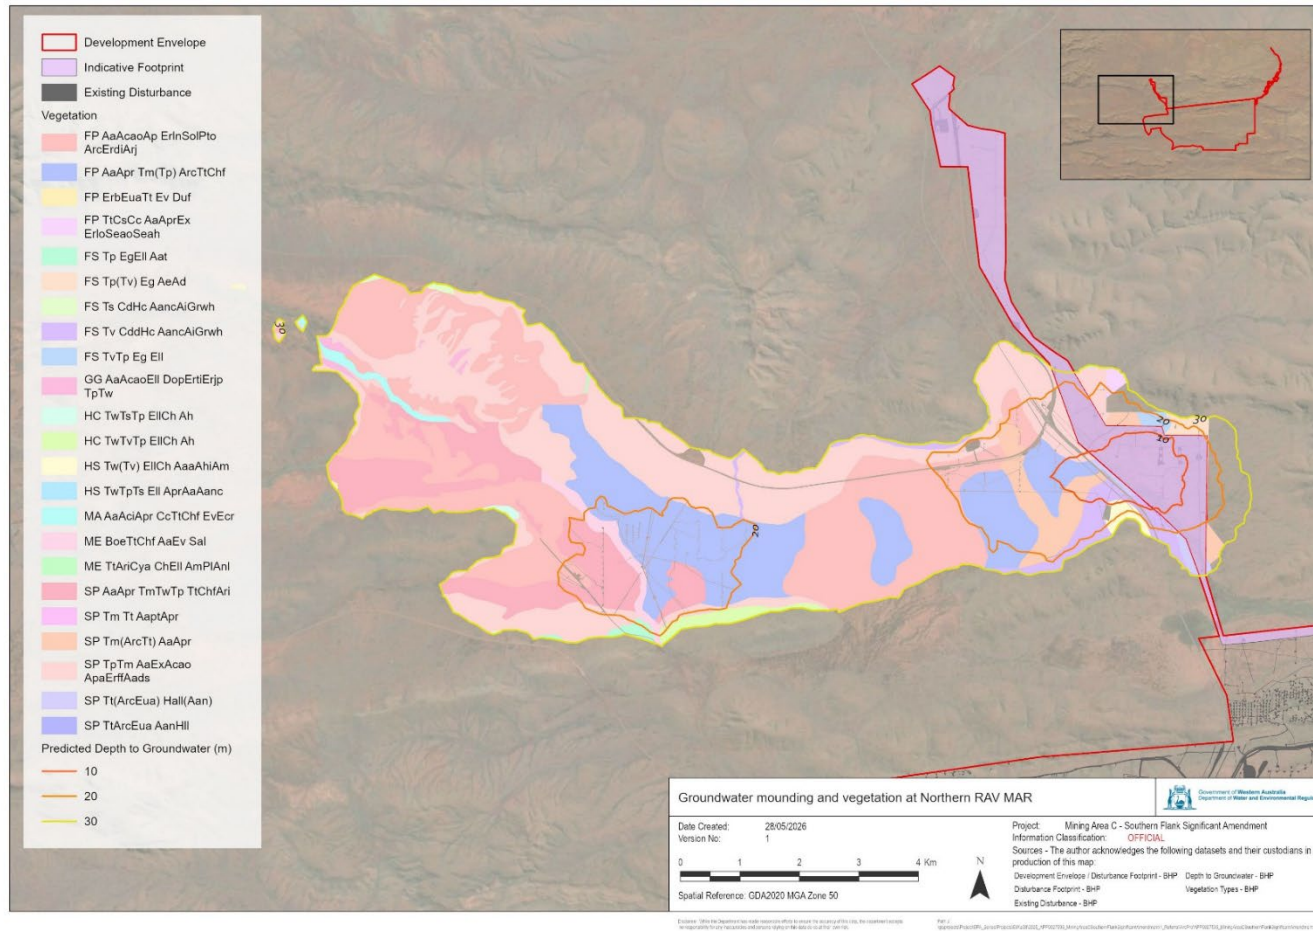 Development Envelope
Indicative Footprint
Existing Disturbance
Vegetation
FP AaAcaoAp ErlnSolPto
ArcErdiArj
FP AaApr Tm(Tp) ArcTtChf
FP ErbEuaTt Ev Duf
FP TtCsCc AaAprEx
ErloSeaoSeah
FS Tp EgEll Aat
FS Tp(Tv) Eg AeAd
FS Ts CdHc AancAiGrwh
FS Tv CddHc AancAiGrwh
FS TvTp Eg Ell
GG AaAcaoEll DopErtiErjp
TpTw
HC TwTsTp EllCh Ah
HC TwTvTp EllCh Ah
HS Tw(Tv) EllCh AaaAhiAm
HS TwTpTs Ell AprAaAanc
MA AaAciApr CcTtChf EvEcr
ME BoeTtChf AaEv Sal
ME TtAriCya ChEll AmPlAnl
SP AaApr TmTwTp TtChfAri
SP Tm Tt AaptApr
SP Tm(ArcTt) AaApr
SP TpTm AaExAcao
ApaErffAads
SP Tt(ArcEua) Hall(Aan)
SP TtArcEua AanHll
Predicted Depth to Groundwater (m)
10
20
30
30
20
20
30
10
Groundwater mounding and vegetation at Northern RAV MAR
Government of Western Australia
Department of Water and Environmental Regul
Date Created: 28/05/2026
Version No: 1
0 1 2 3 4 Km
Spatial Reference: GDA2020 MGA Zone 50
N
Project: Mining Area C - Southern Flank Significant Amendment
Information Classification: OFFICIAL
Sources - The author acknowledges the following datasets and their custodians in
production of this map:
Development Envelope / Disturbance Footprint - BHP Depth to Groundwater - BHP
Disturbance Footprint - BHP Vegetation Types - BHP
Existing Disturbance - BHP